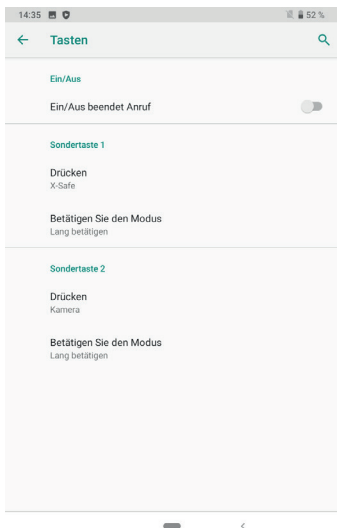 14:35 52 %
Tasten
Ein/Aus
Ein/Aus beendet Anruf
Sondertaste 1
Drücken
X-Safe
Betätigen Sie den Modus
Lang betätigen
Sondertaste 2
Drücken
Kamera
Betätigen Sie den Modus
Lang betätigen